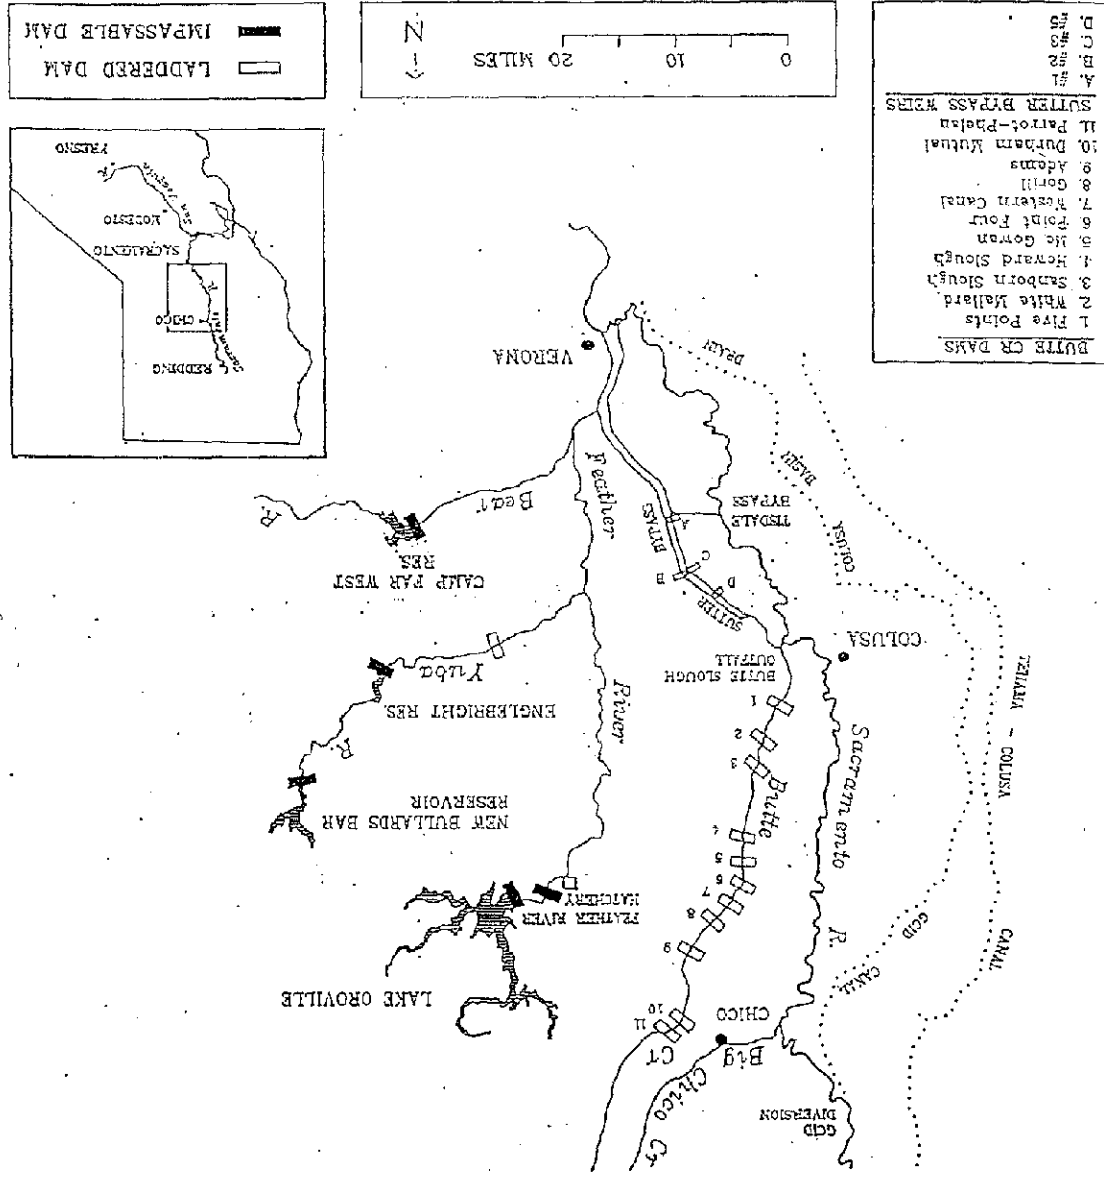 GCID
DIVERSION
Big Chico Cr
CHICO
Butte
Cr
11
10
9
8
7
6
5
4
3
2
1
LAKE OROVILLE
FEATHER RIVER
HATCHERY
GCID
CANAL
TEHAMA - COLUSA
CANAL
Sacramento R.
NEW BULLARDS BAR
RESERVOIR
ENGLEBRIGHT RES.
Yuba R.
Feather River
COLUSA
BUTTE SLOUGH
OUTFALL
SUTTER
BYPASS
D
C
B
A
TISDALE
BYPASS
COLUSA
BASIN
DRAIN
CAMP FAR WEST
RES.
Bear R.
VERONA
BUTTE CR DAMS
1. Five Points
2. White Mallard
3. Sanborn Slough
4. Howard Slough
5. Mc Gowan
6. Point Four
7. Western Canal
8. Gorill
9. Adams
10. Durham Mutual
11. Parrot-Phelan
SUTTER BYPASS WEIRS
A. #1
B. #2
C. #3
D. #5
REDDING
Sacramento
R.
CHICO
SACRAMENTO
MODESTO
San Joaquin
R.
FRESNO
0 10 20 MILES
N
LADDERED DAM
IMPASSABLE DAM